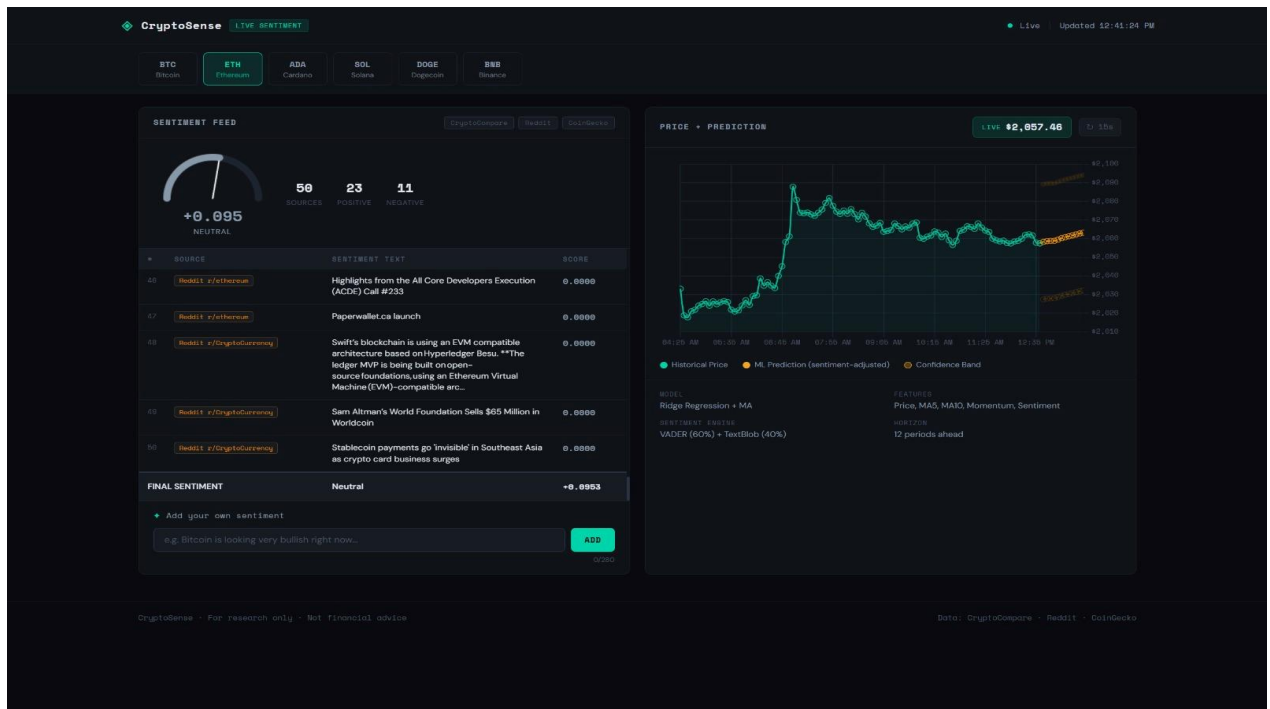 CryptoSense LIVE SENTIMENT
Live Updated 12:41:24 PM
BTC
Bitcoin
ETH
Ethereum
ADA
Cardano
SOL
Solana
DOGE
Dogecoin
BNB
Binance
SENTIMENT FEED
CryptoCompare Reddit CoinGecko
+0.095
NEUTRAL
50
SOURCES
23
POSITIVE
11
NEGATIVE
# SOURCE SENTIMENT TEXT SCORE
Reddit r/ethereum Highlights from the All Core Developers Execution 0.0000
(ACDE) Call #233
47 Reddit r/ethereum Paperwallet.ca launch 0.0000
48 Reddit r/CryptoCurrency Swift's blockchain is using an EVM compatible 0.0000
architecture based on Hyperledger Besu. **The
ledger MVP is being built on open-
source foundations, using an Ethereum Virtual
Machine (EVM)-compatible arc...
49 Reddit r/CryptoCurrency Sam Altman's World Foundation Sells $65 Million in 0.0000
Worldcoin
50 Reddit r/CryptoCurrency Stablecoin payments go 'invisible' in Southeast Asia 0.0000
as crypto card business surges
FINAL SENTIMENT Neutral +0.0953
+ Add your own sentiment
e.g. Bitcoin is looking very bullish right now...
ADD
0/280
PRICE + PREDICTION
LIVE $2,057.46
$2,100
$2,090
$2,080
$2,070
$2,060
$2,050
$2,040
$2,030
$2,020
$2,010
04:20 AM 05:35 AM 06:45 AM 07:55 AM 09:05 AM 10:15 AM 11:25 AM 12:35 PM
Historical Price ML Prediction (sentiment-adjusted) Confidence Band
MODEL
Ridge Regression + MA
FEATURES
Price, MA5, MA10, Momentum, Sentiment
SENTIMENT ENGINE
VADER (60%) + TextBlob (40%)
HORIZON
12 periods ahead
CryptoSense · For research only · Not financial advice
Data: CryptoCompare · Reddit · CoinGecko